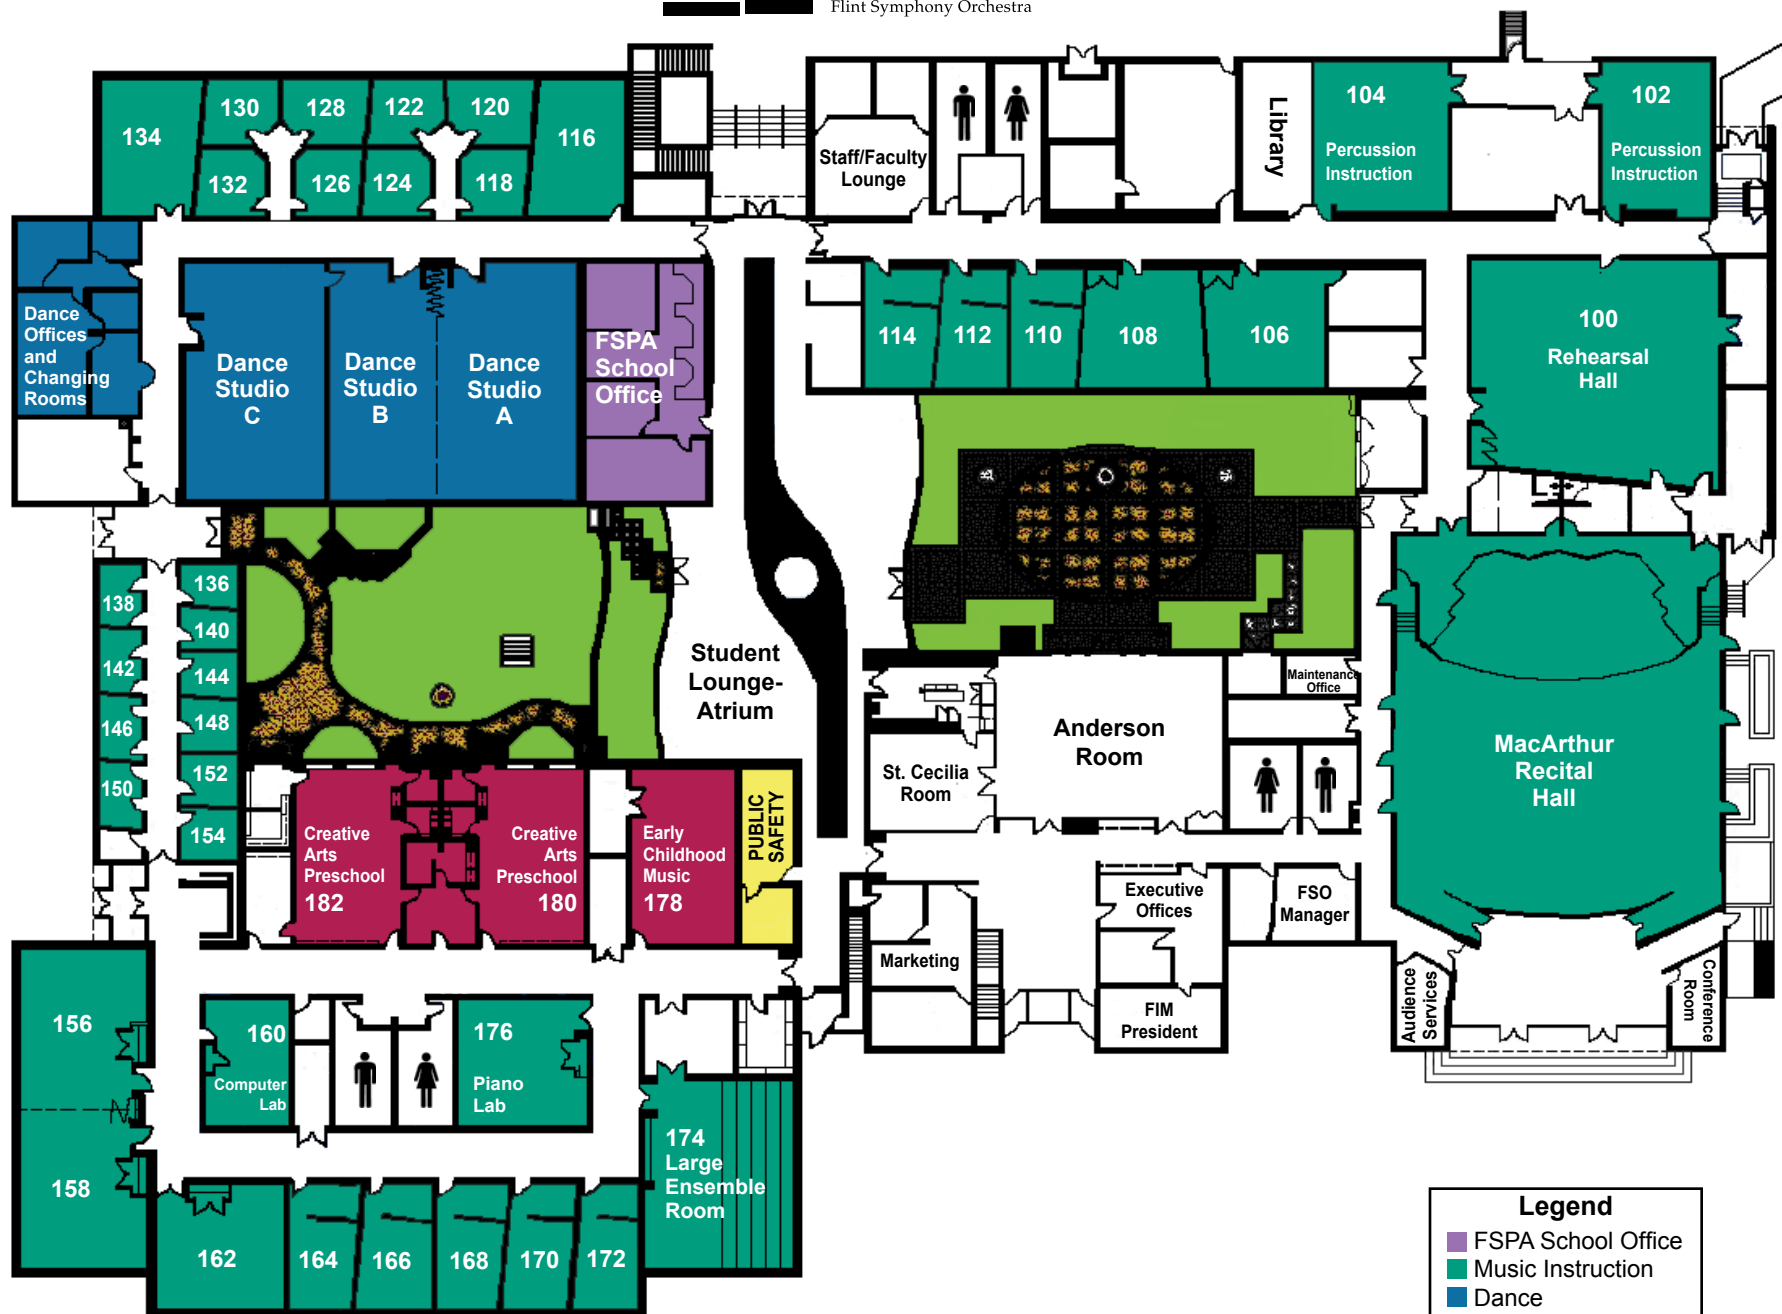 Flint Symphony Orchestra
134
130
128
122
120
116
132
126
124
118
Staff/Faculty
Lounge
Library
104
Percussion
Instruction
102
Percussion
Instruction
Dance
Offices
and
Changing
Rooms
Dance
Studio
C
Dance
Studio
B
Dance
Studio
A
FSPA
School
Office
114
112
110
108
106
100
Rehearsal
Hall
138
136
140
142
144
146
148
150
152
154
Student
Lounge-
Atrium
Maintenance
Office
Anderson
Room
St. Cecilia
Room
MacArthur
Recital
Hall
Creative
Arts
Preschool
182
Creative
Arts
Preschool
180
Early
Childhood
Music
178
PUBLIC
SAFETY
Executive
Offices
FSO
Manager
Marketing
FIM
President
Audience
Services
Conference
Room
156
158
160
Computer
Lab
176
Piano
Lab
174
Large
Ensemble
Room
162
164
166
168
170
172
Legend
FSPA School Office
Music Instruction
Dance